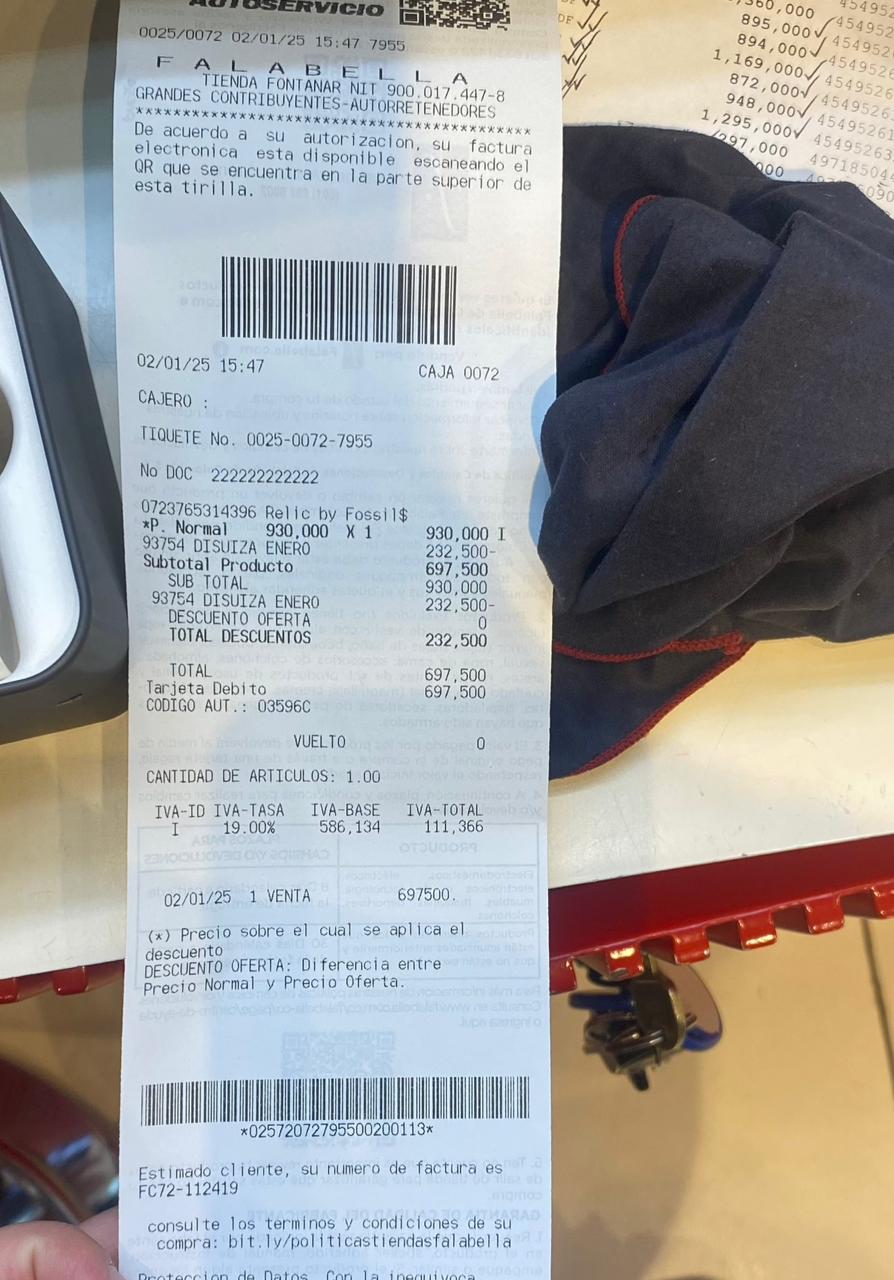 AUTOSERVICIO
0025/0072 02/01/25 15:47 7955
F A L A B E L L A
TIENDA FONTANAR NIT 900.017.447-8
GRANDES CONTRIBUYENTES-AUTORRETENEDORES
******************************************
De acuerdo a su autorizacion, su factura
electronica esta disponible escaneando el
QR que se encuentra en la parte superior de
esta tirilla.
02/01/25 15:47 CAJA 0072
CAJERO :
TIQUETE No. 0025-0072-7955
No DOC 222222222222
0723765314396 Relic by Fossil$
*P. Normal 930,000 X 1 930,000 I
93754 DISUIZA ENERO 232,500-
Subtotal Producto 697,500
SUB TOTAL 930,000
93754 DISUIZA ENERO 232,500-
DESCUENTO OFERTA 0
TOTAL DESCUENTOS 232,500
TOTAL 697,500
Tarjeta Debito 697,500
CODIGO AUT.: 03596C
VUELTO 0
CANTIDAD DE ARTICULOS: 1.00
IVA-ID IVA-TASA IVA-BASE IVA-TOTAL
I 19.00% 586,134 111,366
02/01/25 1 VENTA 697500.
(*) Precio sobre el cual se aplica el
descuento
DESCUENTO OFERTA: Diferencia entre
Precio Normal y Precio Oferta.
*02572072795500200113*
Estimado cliente, su numero de factura es
FC72-112419
consulte los terminos y condiciones de su
compra: bit.ly/politicastiendasfalabella
Proteccion de Datos. Con la inequivoca
895,000
894,000
1,169,000
872,000
948,000
1,295,000